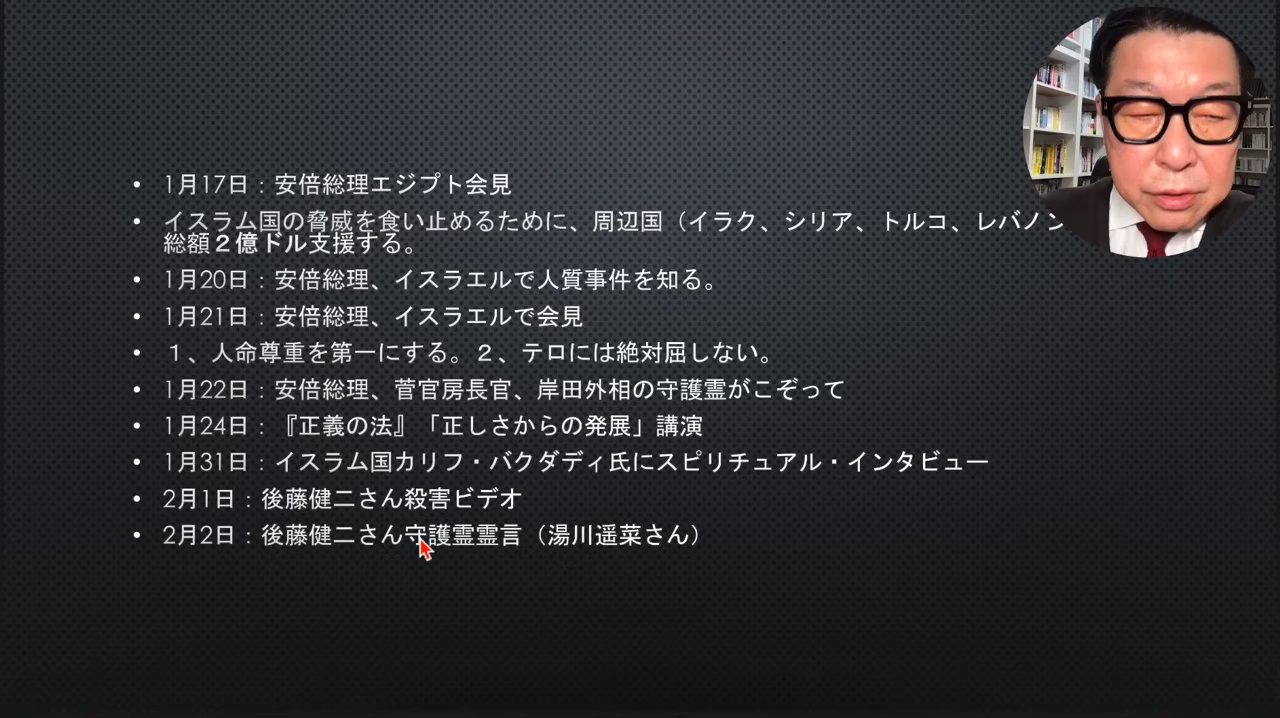 • 1月17日：安倍総理エジプト会見
• イスラム国の脅威を食い止めるために、周辺国（イラク、シリア、トルコ、レバノン
総額２億ドル支援する。
• 1月20日：安倍総理、イスラエルで人質事件を知る。
• 1月21日：安倍総理、イスラエルで会見
• １、人命尊重を第一にする。２、テロには絶対屈しない。
• 1月22日：安倍総理、菅官房長官、岸田外相の守護霊がこぞって
• 1月24日：『正義の法』「正しさからの発展」講演
• 1月31日：イスラム国カリフ・バクダディ氏にスピリチュアル・インタビュー
• 2月1日：後藤健二さん殺害ビデオ
• 2月2日：後藤健二さん守護霊霊言（湯川遥菜さん）